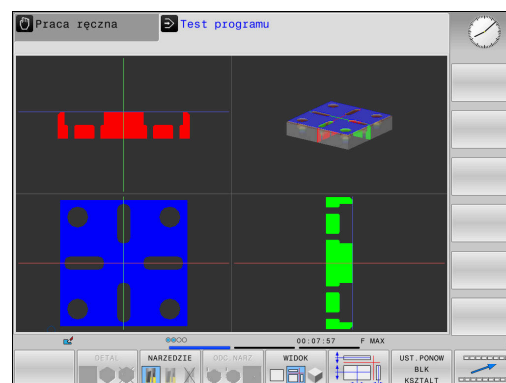 Praca ręczna
Test programu
00:07:57 F MAX
DETAL
NARZEDZIE
ODC.NARZ.
WIDOK
UST.PONOW
BLK
KSZTALT